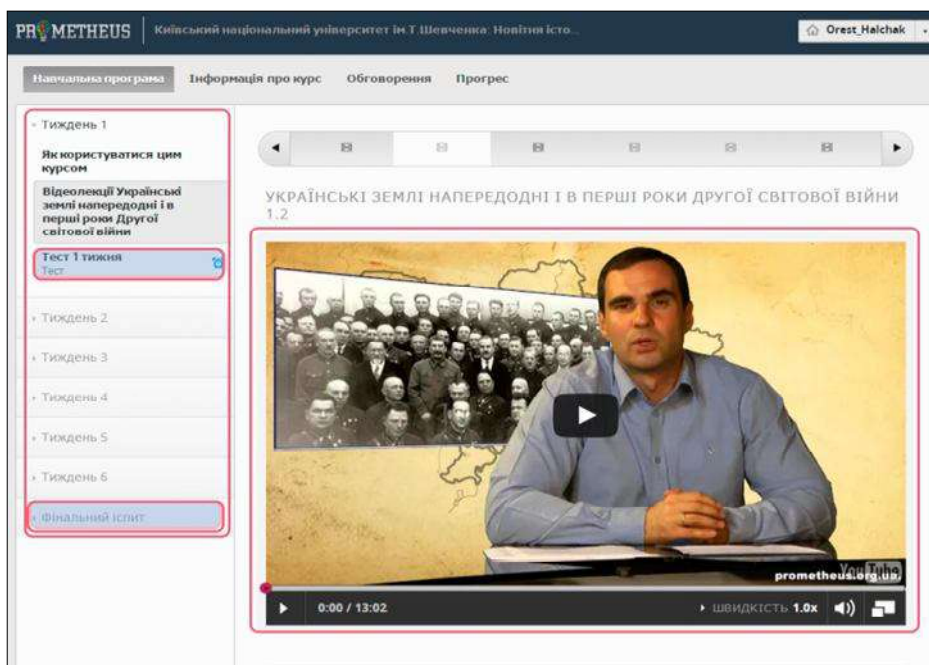 PROMETHEUS
Київський національний університет ім.Т.Шевченка: Новітня істо...
Orest_Halchak
Навчальна програма
Інформація про курс
Обговорення
Прогрес
Тиждень 1
Як користуватися цим
курсом
Відеолекції Українські
землі напередодні і в
перші роки Другої
світової війни
Тест 1 тижня
Тест
Тиждень 2
Тиждень 3
Тиждень 4
Тиждень 5
Тиждень 6
Фінальний іспит
УКРАЇНСЬКІ ЗЕМЛІ НАПЕРЕДОДНІ І В ПЕРШІ РОКИ ДРУГОЇ СВІТОВОЇ ВІЙНИ
1.2
YouTube
prometheus.org.ua.
0:00 / 13:02
ШВИДКІСТЬ 1.0x